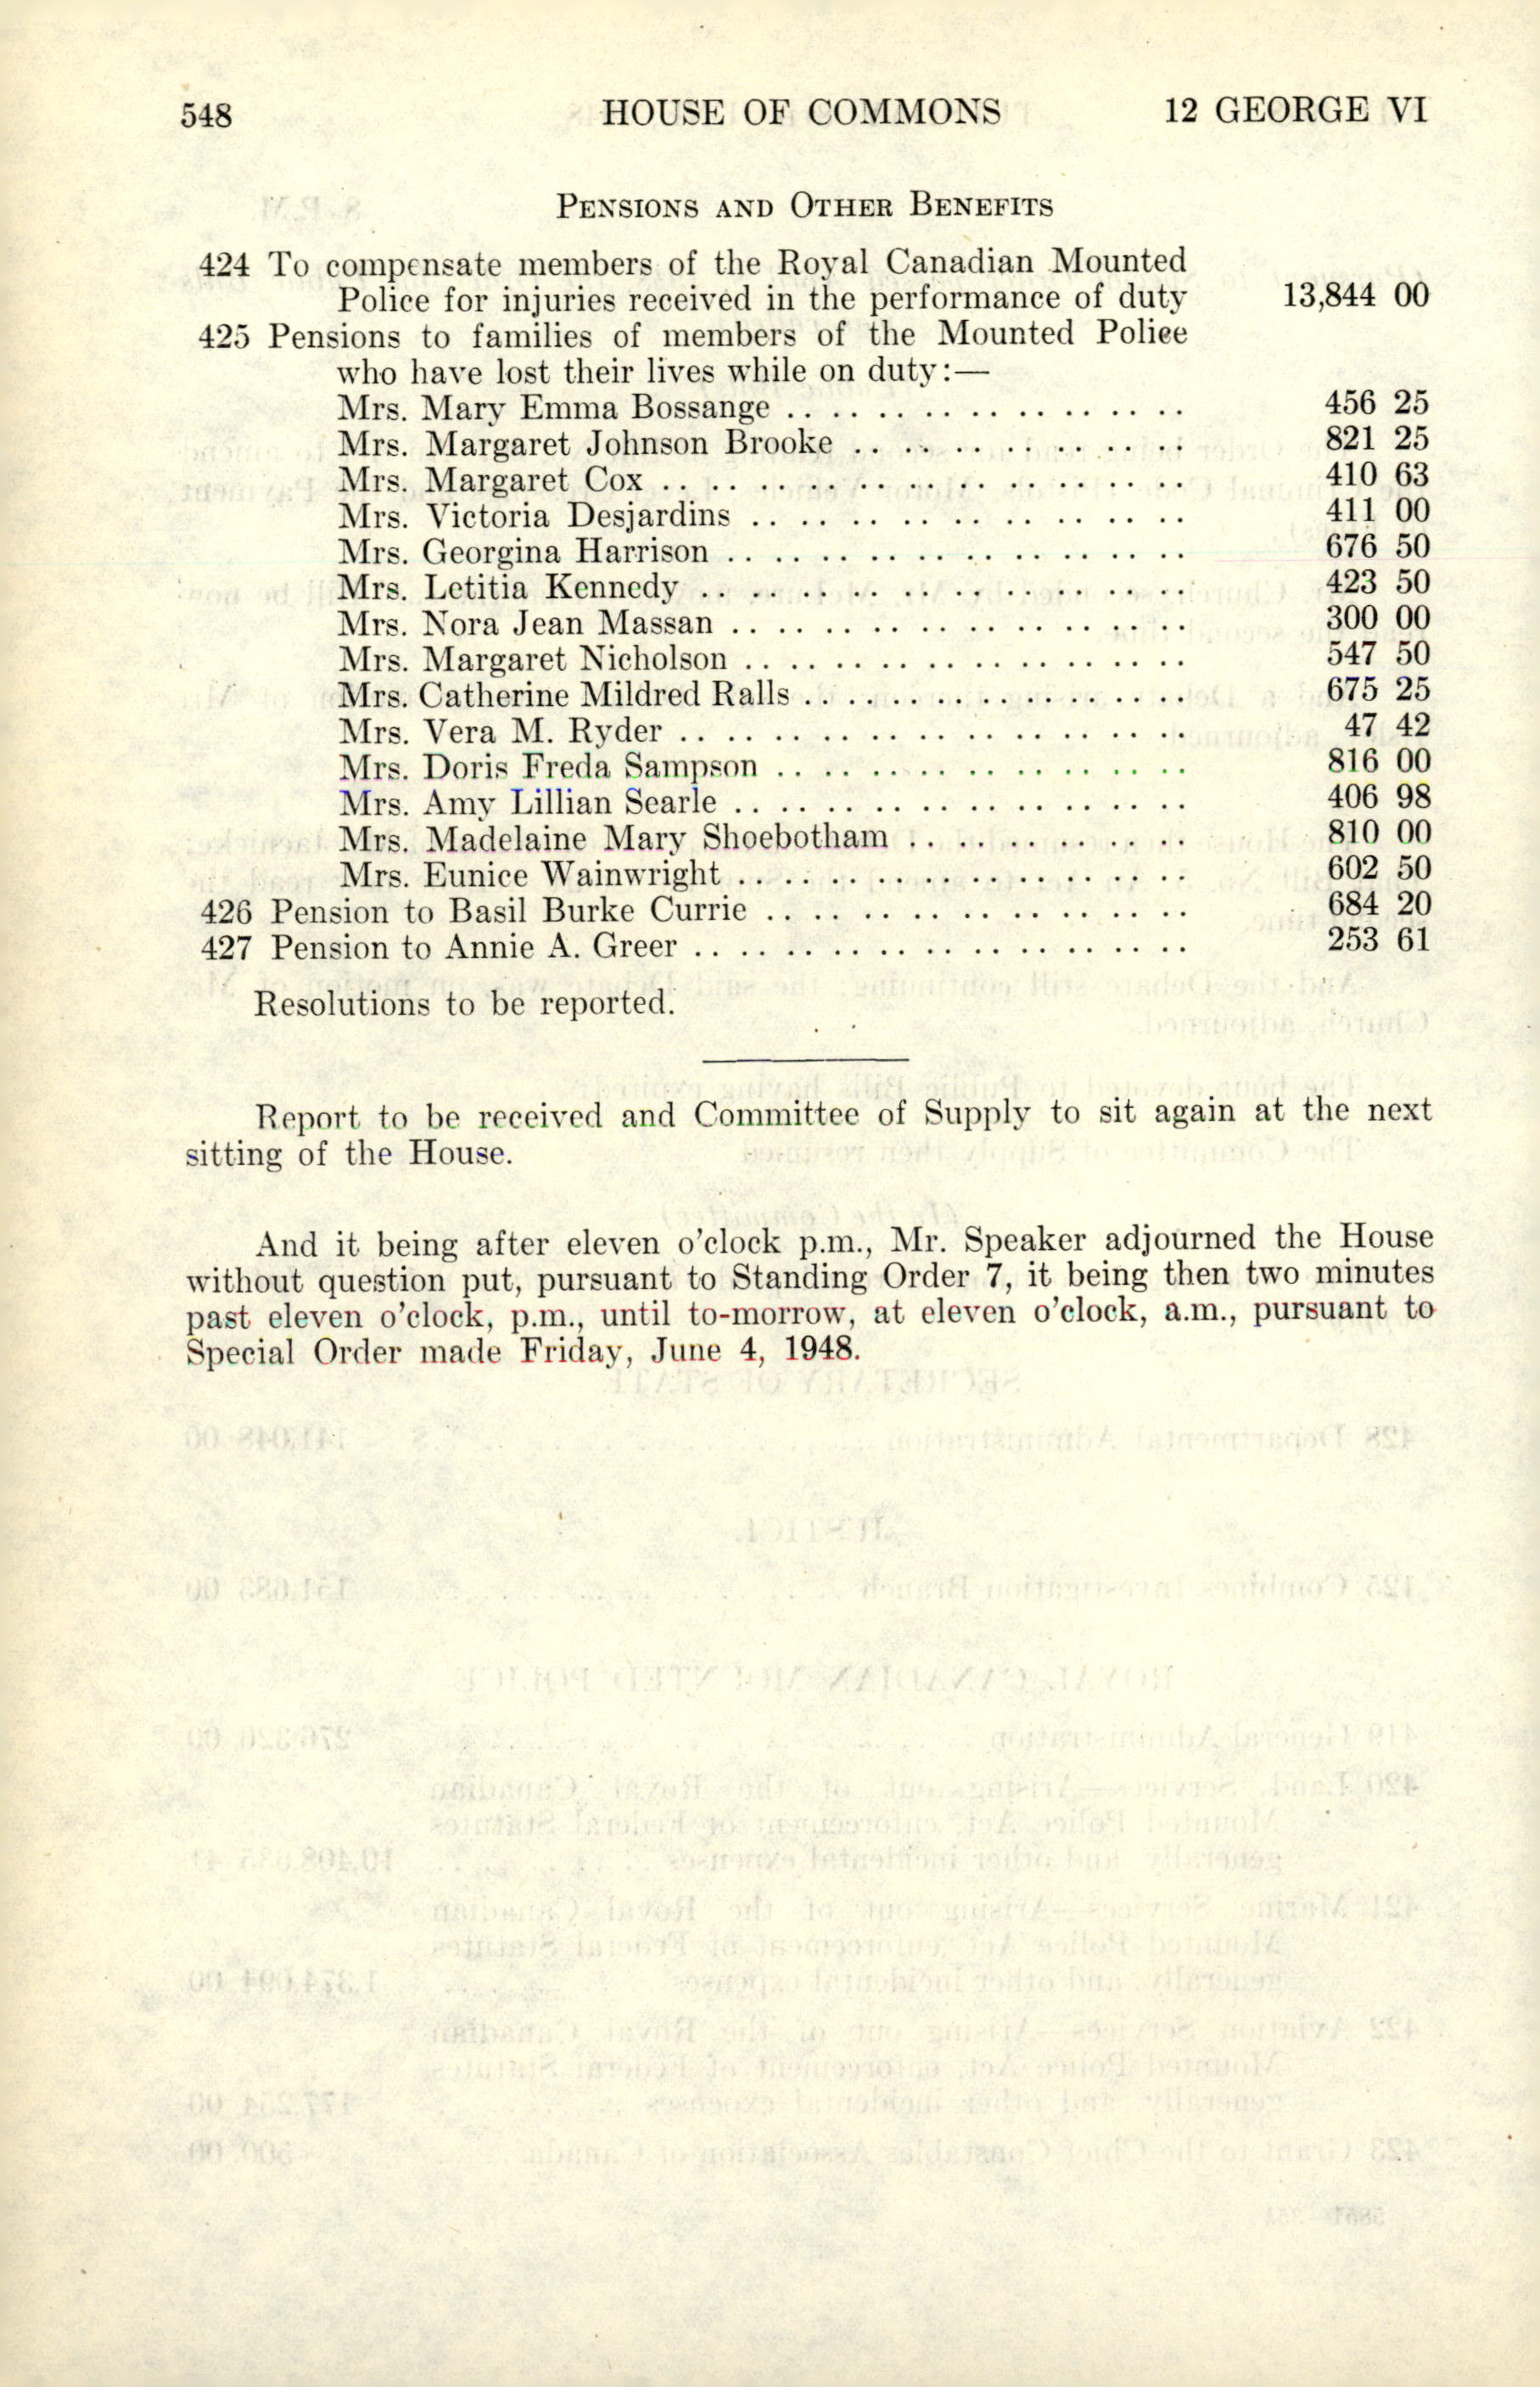 548 HOUSE OF COMMONS 12 GEORGE VI
PENSIONS AND OTHER BENEFITS
424 To compensate members of the Royal Canadian Mounted
Police for injuries received in the performance of duty 13,844 00
425 Pensions to families of members of the Mounted Police
who have lost their lives while on duty:—
Mrs. Mary Emma Bossange . . . . . . . . . . . . . . . . . . 456 25
Mrs. Margaret Johnson Brooke . . . . . . . . . . . . . . 821 25
Mrs. Margaret Cox . . . . . . . . . . . . . . . . . . . . . . 410 63
Mrs. Victoria Desjardins . . . . . . . . . . . . . . . . . . 411 00
Mrs. Georgina Harrison . . . . . . . . . . . . . . . . . . . 676 50
Mrs. Letitia Kennedy . . . . . . . . . . . . . . . . . . . . 423 50
Mrs. Nora Jean Massan . . . . . . . . . . . . . . . . . . . 300 00
Mrs. Margaret Nicholson . . . . . . . . . . . . . . . . . . 547 50
Mrs. Catherine Mildred Ralls . . . . . . . . . . . . . . . . 675 25
Mrs. Vera M. Ryder . . . . . . . . . . . . . . . . . . . . . 47 42
Mrs. Doris Freda Sampson . . . . . . . . . . . . . . . . . 816 00
Mrs. Amy Lillian Searle . . . . . . . . . . . . . . . . . . . 406 98
Mrs. Madelaine Mary Shoebotham . . . . . . . . . . . . 810 00
Mrs. Eunice Wainwright . . . . . . . . . . . . . . . . . . . 602 50
426 Pension to Basil Burke Currie . . . . . . . . . . . . . . . . . 684 20
427 Pension to Annie A. Greer . . . . . . . . . . . . . . . . . . . . 253 61
Resolutions to be reported.
Report to be received and Committee of Supply to sit again at the next
sitting of the House.
And it being after eleven o'clock p.m., Mr. Speaker adjourned the House
without question put, pursuant to Standing Order 7, it being then two minutes
past eleven o'clock, p.m., until to-morrow, at eleven o'clock, a.m., pursuant to
Special Order made Friday, June 4, 1948.